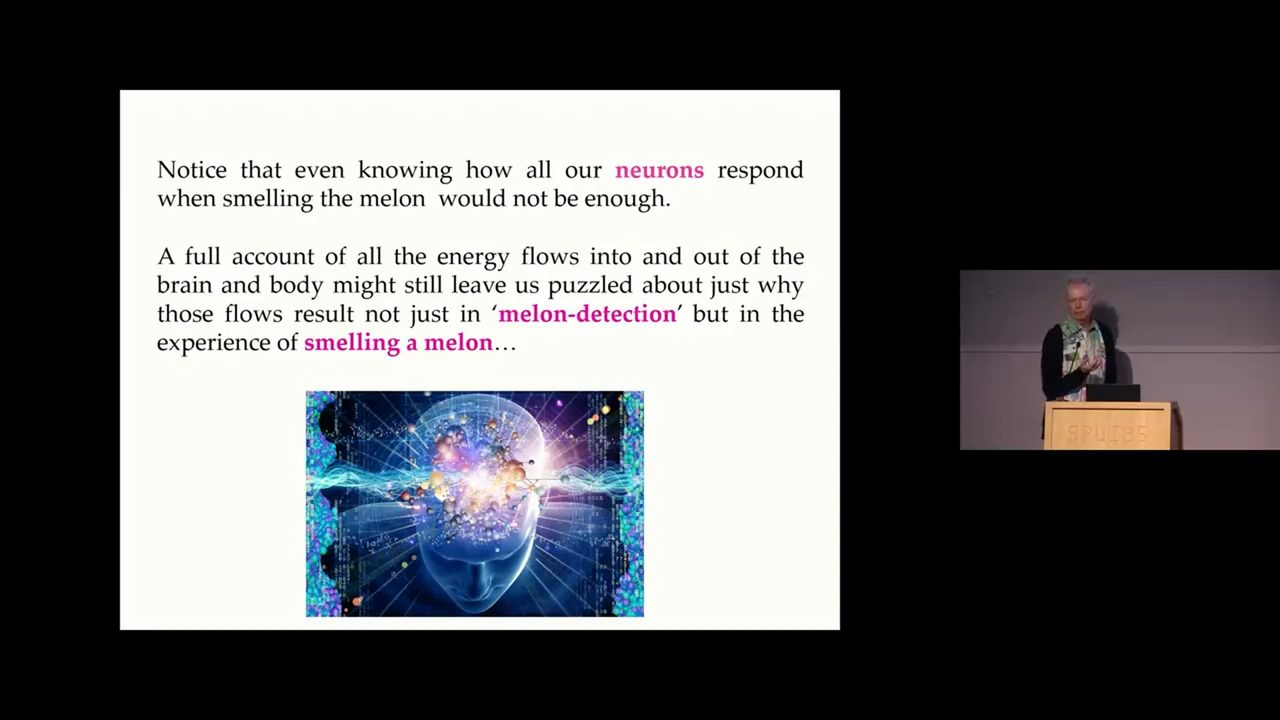 Notice that even knowing how all our neurons respond
when smelling the melon would not be enough.
A full account of all the energy flows into and out of the
brain and body might still leave us puzzled about just why
those flows result not just in ‘melon-detection’ but in the
experience of smelling a melon…